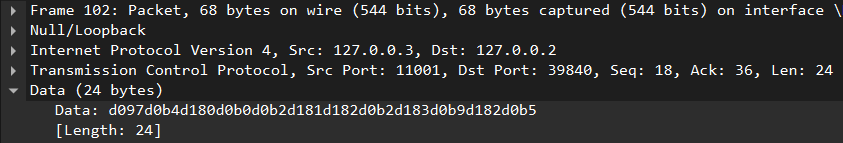 Frame 102: Packet, 68 bytes on wire (544 bits), 68 bytes captured (544 bits) on interface \
Null/Loopback
Internet Protocol Version 4, Src: 127.0.0.3, Dst: 127.0.0.2
Transmission Control Protocol, Src Port: 11001, Dst Port: 39840, Seq: 18, Ack: 36, Len: 24
Data (24 bytes)
Data: d097d0b4d180d0b0d0b2d181d182d0b2d183d0b9d182d0b5
[Length: 24]